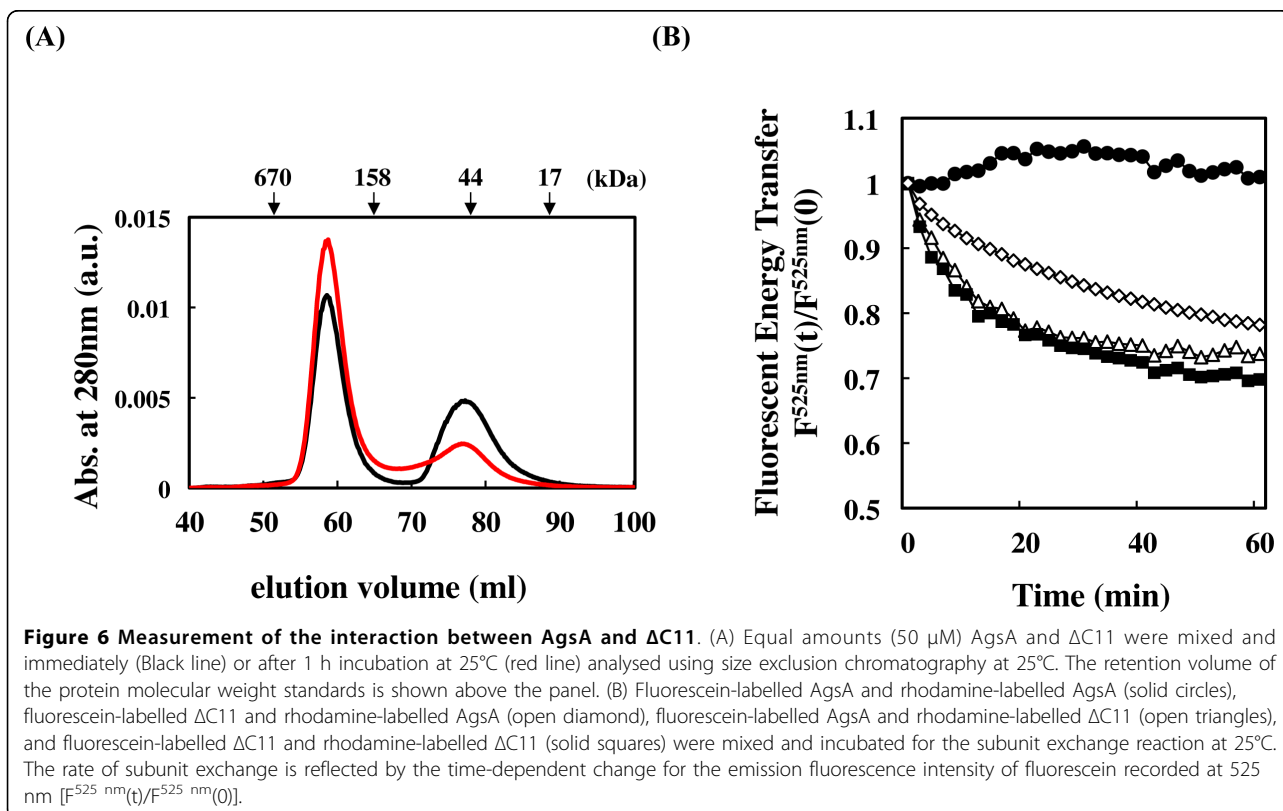 (A)
(B)
670 158 44 17 (kDa)
0.015
0.01
0.005
0
Abs. at 280nm (a.u.)
40 50 60 70 80 90 100
elution volume (ml)
1.1
1
0.9
0.8
0.7
0.6
0.5
Fluorescent Energy Transfer
F525nm(t)/F525nm(0)
0 20 40 60
Time (min)
Figure 6 Measurement of the interaction between AgsA and ΔC11. (A) Equal amounts (50 μM) AgsA and ΔC11 were mixed and
immediately (Black line) or after 1 h incubation at 25°C (red line) analysed using size exclusion chromatography at 25°C. The retention volume of
the protein molecular weight standards is shown above the panel. (B) Fluorescein-labelled AgsA and rhodamine-labelled AgsA (solid circles),
fluorescein-labelled ΔC11 and rhodamine-labelled AgsA (open diamond), fluorescein-labelled AgsA and rhodamine-labelled ΔC11 (open triangles),
and fluorescein-labelled ΔC11 and rhodamine-labelled ΔC11 (solid squares) were mixed and incubated for the subunit exchange reaction at 25°C.
The rate of subunit exchange is reflected by the time-dependent change for the emission fluorescence intensity of fluorescein recorded at 525
nm [F525 nm(t)/F525 nm(0)].